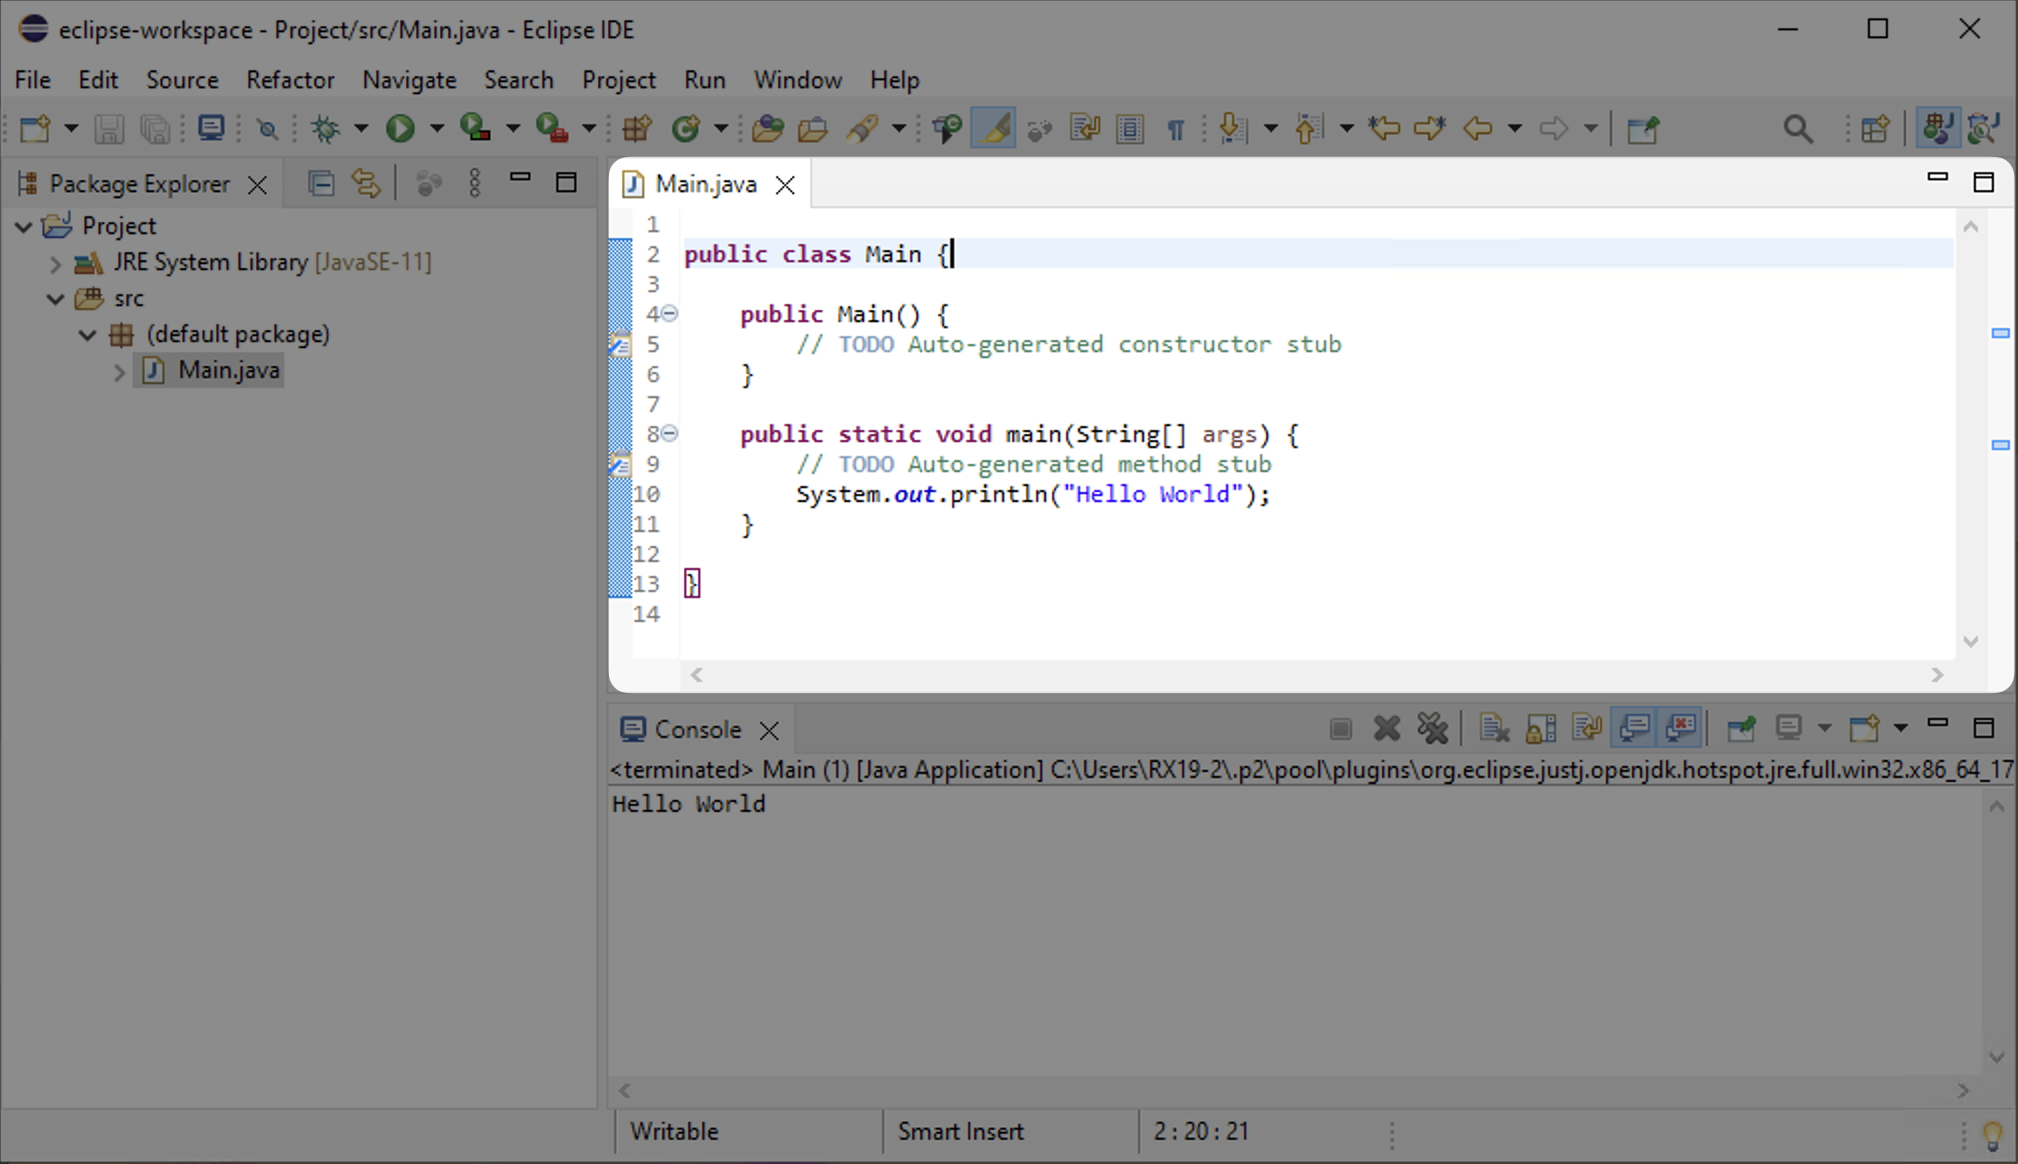 eclipse-workspace - Project/src/Main.java - Eclipse IDE
File Edit Source Refactor Navigate Search Project Run Window Help
Package Explorer
Project
JRE System Library [JavaSE-11]
src
(default package)
Main.java
Main.java
1
2 public class Main {
3
4 public Main() {
5 // TODO Auto-generated constructor stub
6 }
7
8 public static void main(String[] args) {
9 // TODO Auto-generated method stub
10 System.out.println("Hello World");
11 }
12
13 }
14
Console
<terminated> Main (1) [Java Application] C:\Users\RX19-2\.p2\pool\plugins\org.eclipse.justj.openjdk.hotspot.jre.full.win32.x86_64_17
Hello World
Writable Smart Insert 2 : 20 : 21